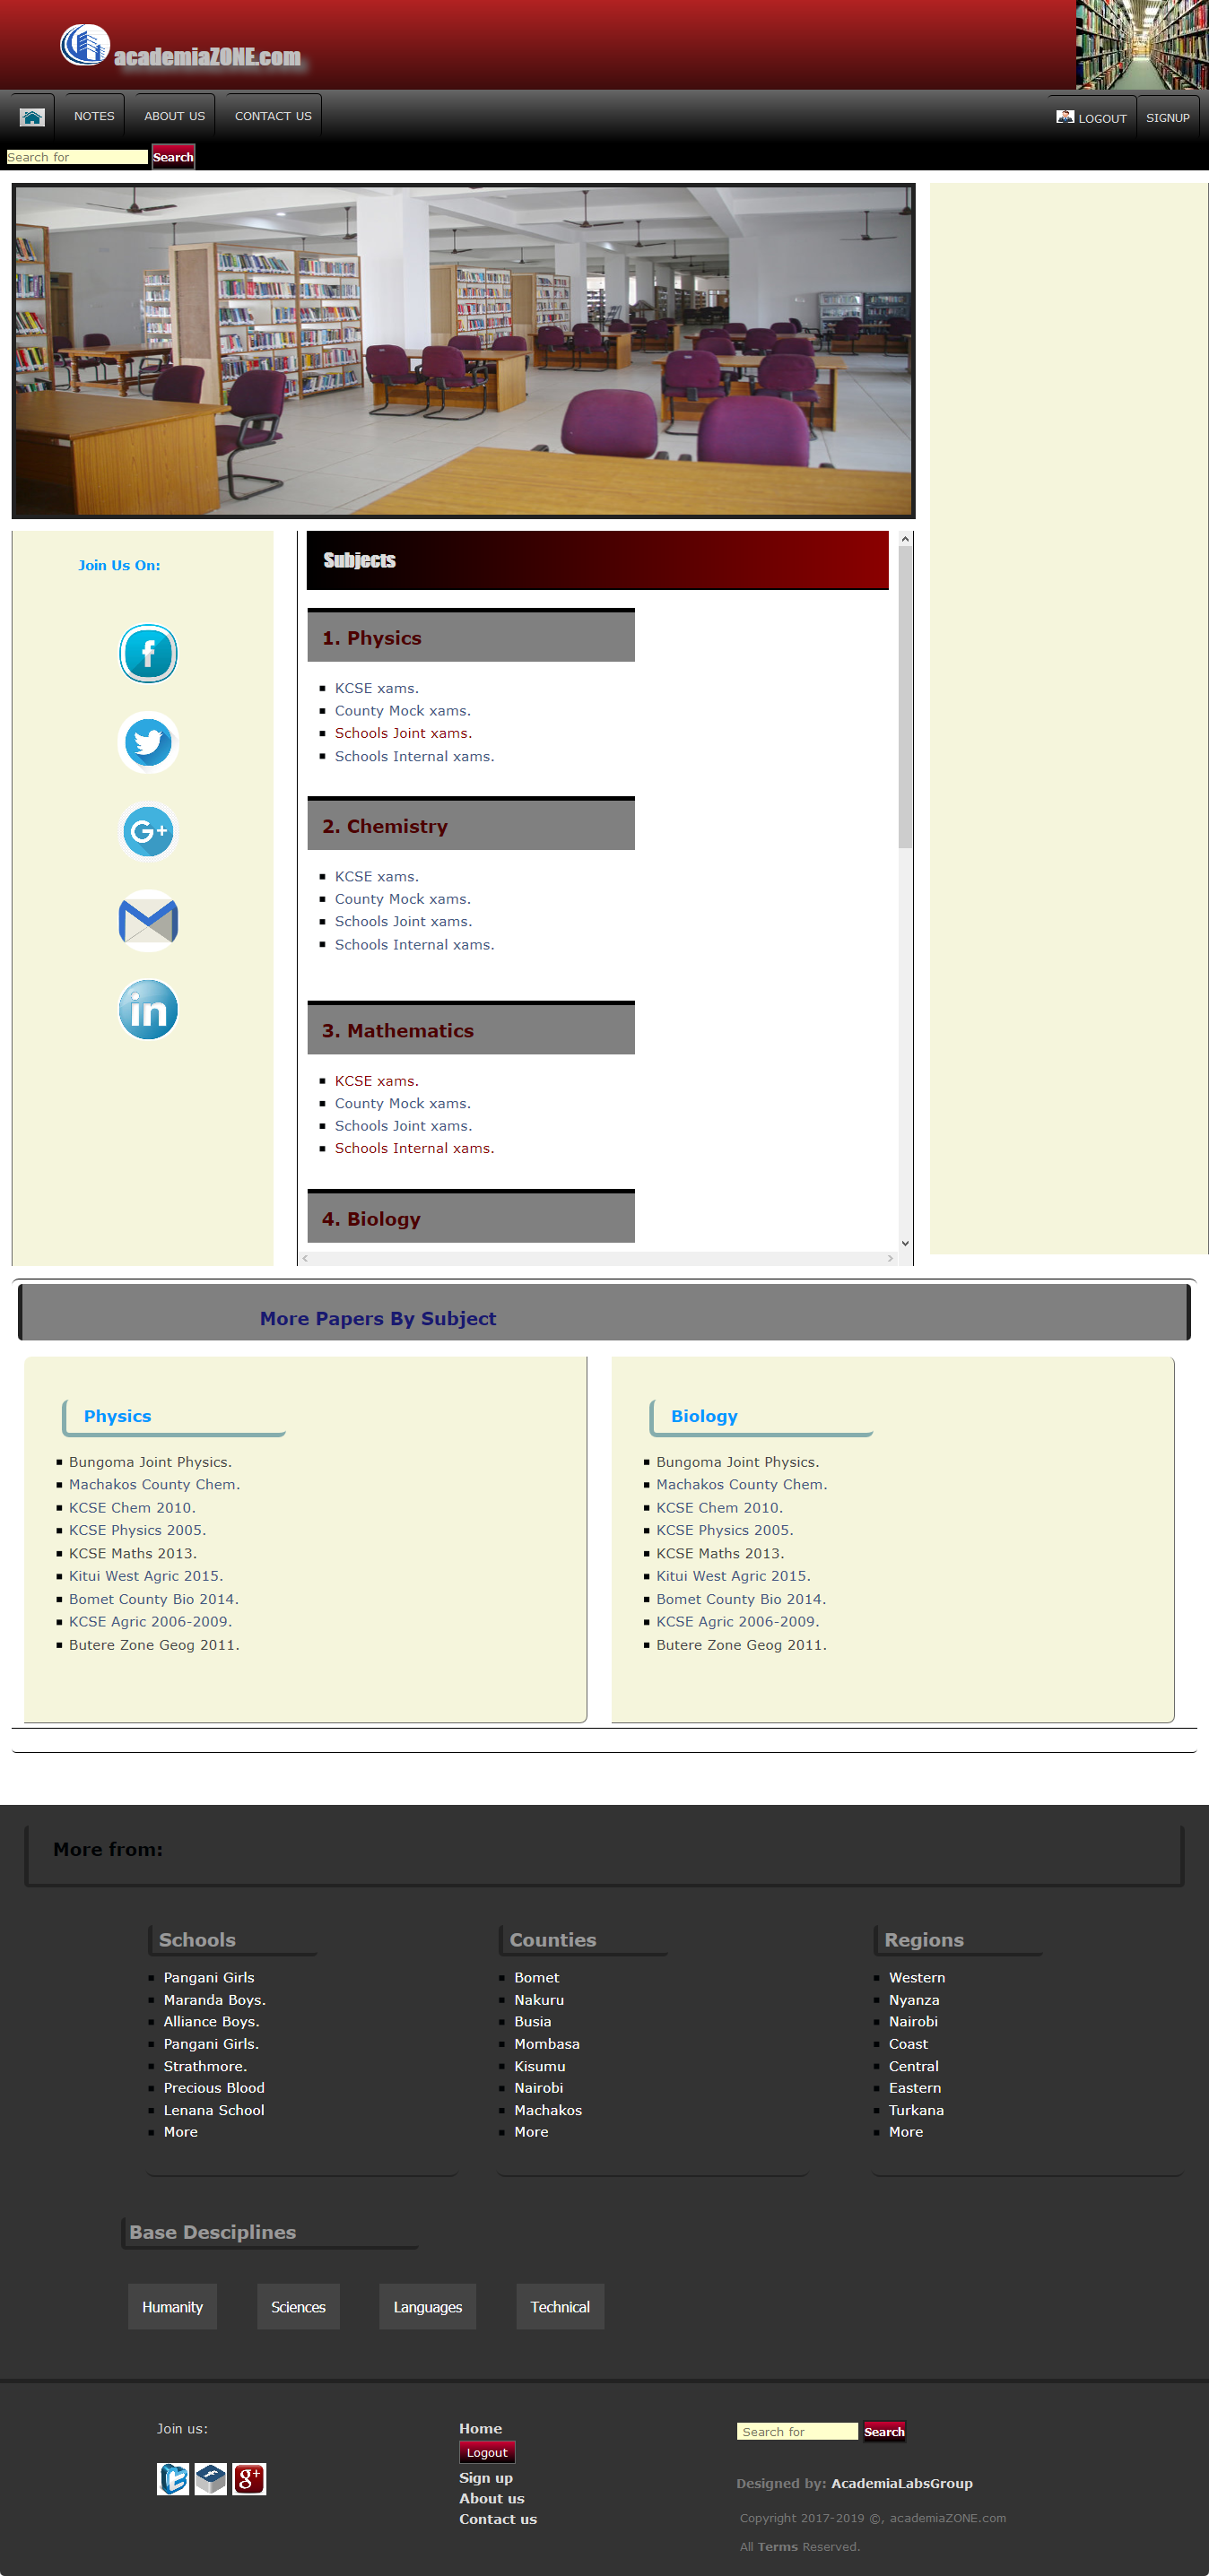 academiaZONE.com
NOTES ABOUT US CONTACT US LOGOUT SIGNUP
Search for Search
Join Us On:
Subjects
1. Physics
KCSE xams.
County Mock xams.
Schools Joint xams.
Schools Internal xams.
2. Chemistry
KCSE xams.
County Mock xams.
Schools Joint xams.
Schools Internal xams.
3. Mathematics
KCSE xams.
County Mock xams.
Schools Joint xams.
Schools Internal xams.
4. Biology
More Papers By Subject
Physics
Bungoma Joint Physics.
Machakos County Chem.
KCSE Chem 2010.
KCSE Physics 2005.
KCSE Maths 2013.
Kitui West Agric 2015.
Bomet County Bio 2014.
KCSE Agric 2006-2009.
Butere Zone Geog 2011.
Biology
Bungoma Joint Physics.
Machakos County Chem.
KCSE Chem 2010.
KCSE Physics 2005.
KCSE Maths 2013.
Kitui West Agric 2015.
Bomet County Bio 2014.
KCSE Agric 2006-2009.
Butere Zone Geog 2011.
More from:
Schools
Pangani Girls
Maranda Boys.
Alliance Boys.
Pangani Girls.
Strathmore.
Precious Blood
Lenana School
More
Counties
Bomet
Nakuru
Busia
Mombasa
Kisumu
Nairobi
Machakos
More
Regions
Western
Nyanza
Nairobi
Coast
Central
Eastern
Turkana
More
Base Desciplines
Humanity Sciences Languages Technical
Join us:
Home
Logout
Sign up
About us
Contact us
Search for Search
Designed by: AcademiaLabsGroup
Copyright 2017-2019 ©, academiaZONE.com
All Terms Reserved.